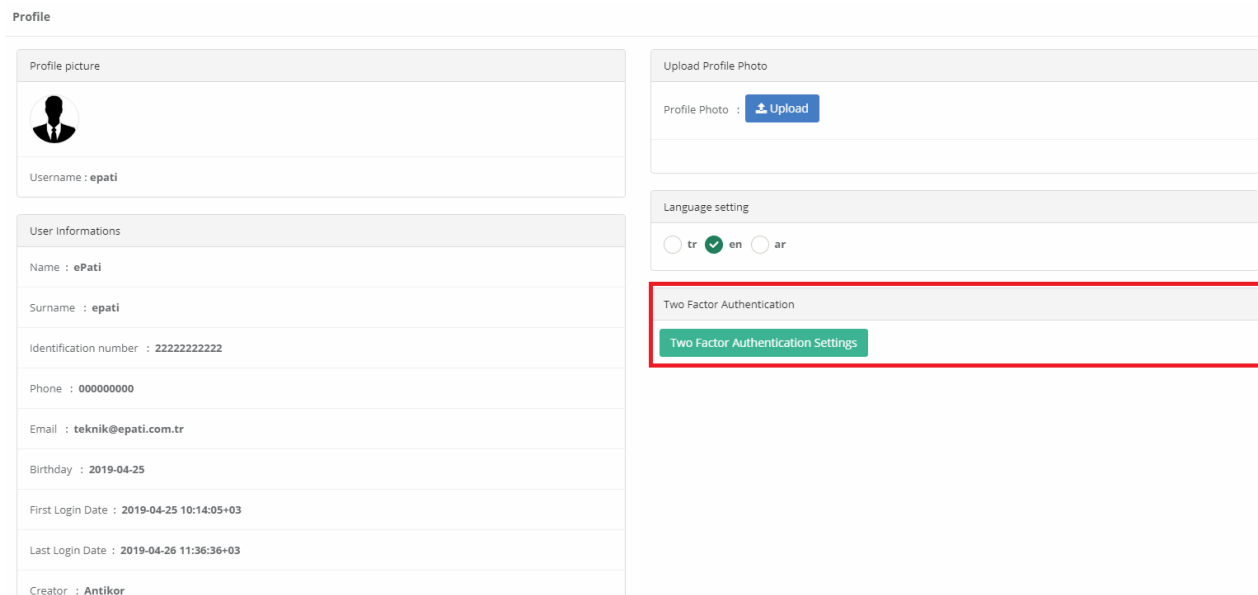 Profile
Profile picture
Username : epati
User Informations
Name : ePati
Surname : epati
Identification number : 22222222222
Phone : 000000000
Email : teknik@epati.com.tr
Birthday : 2019-04-25
First Login Date : 2019-04-25 10:14:05+03
Last Login Date : 2019-04-26 11:36:36+03
Creator : Antikor
Upload Profile Photo
Profile Photo : Upload
Language setting
tr en ar
Two Factor Authentication
Two Factor Authentication Settings